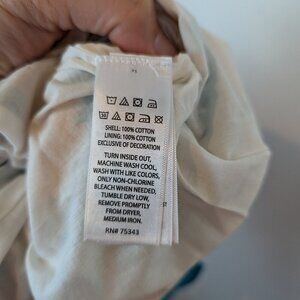 SHELL: 100% COTTON
LINING: 100% COTTON
EXCLUSIVE OF DECORATION
TURN INSIDE OUT,
MACHINE WASH COOL,
WASH WITH LIKE COLORS,
ONLY NON-CHLORINE
BLEACH WHEN NEEDED,
TUMBLE DRY LOW,
REMOVE PROMPTLY
FROM DRYER,
MEDIUM IRON.
RN# 75343